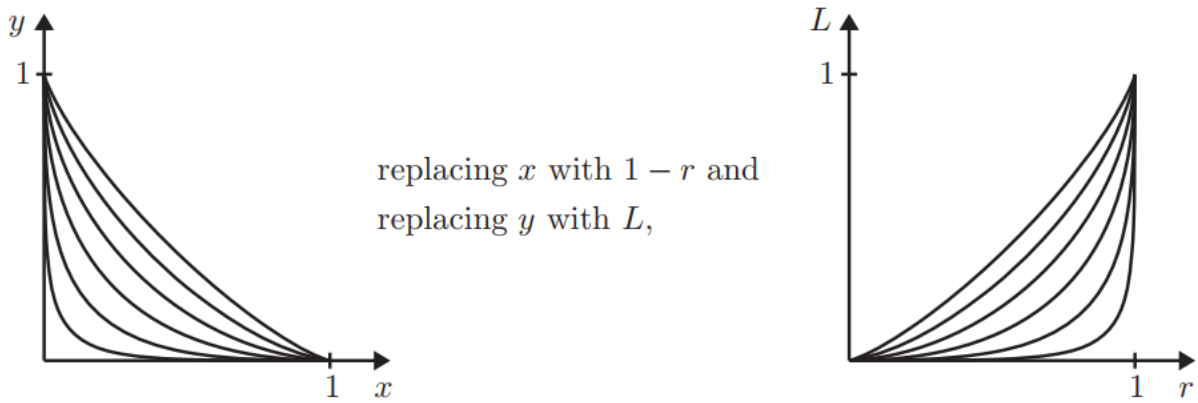 y
1
1
x
replacing x with 1 – r and
replacing y with L,
L
1
1
r